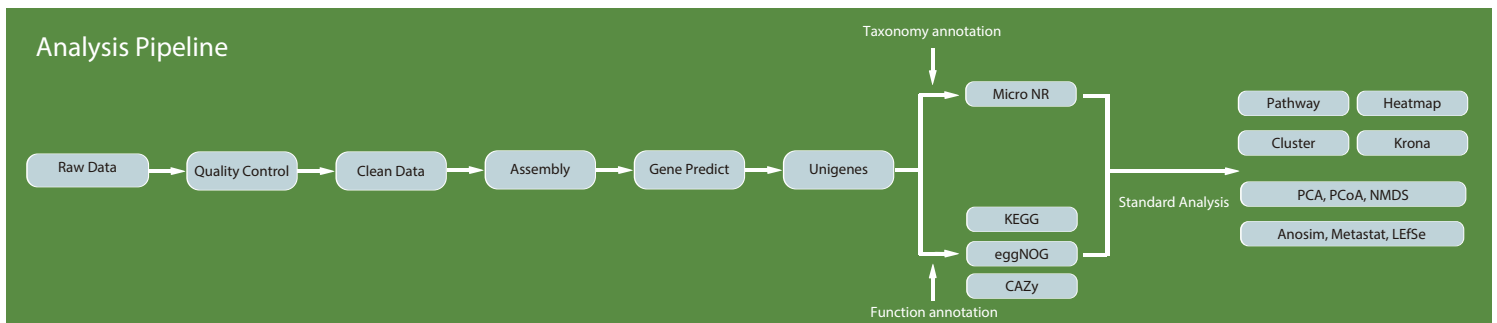 Analysis Pipeline
Raw Data
Quality Control
Clean Data
Assembly
Gene Predict
Unigenes
Taxonomy annotation
Micro NR
KEGG
eggNOG
CAZy
Function annotation
Standard Analysis
Pathway
Heatmap
Cluster
Krona
PCA, PCoA, NMDS
Anosim, Metastat, LEfSe